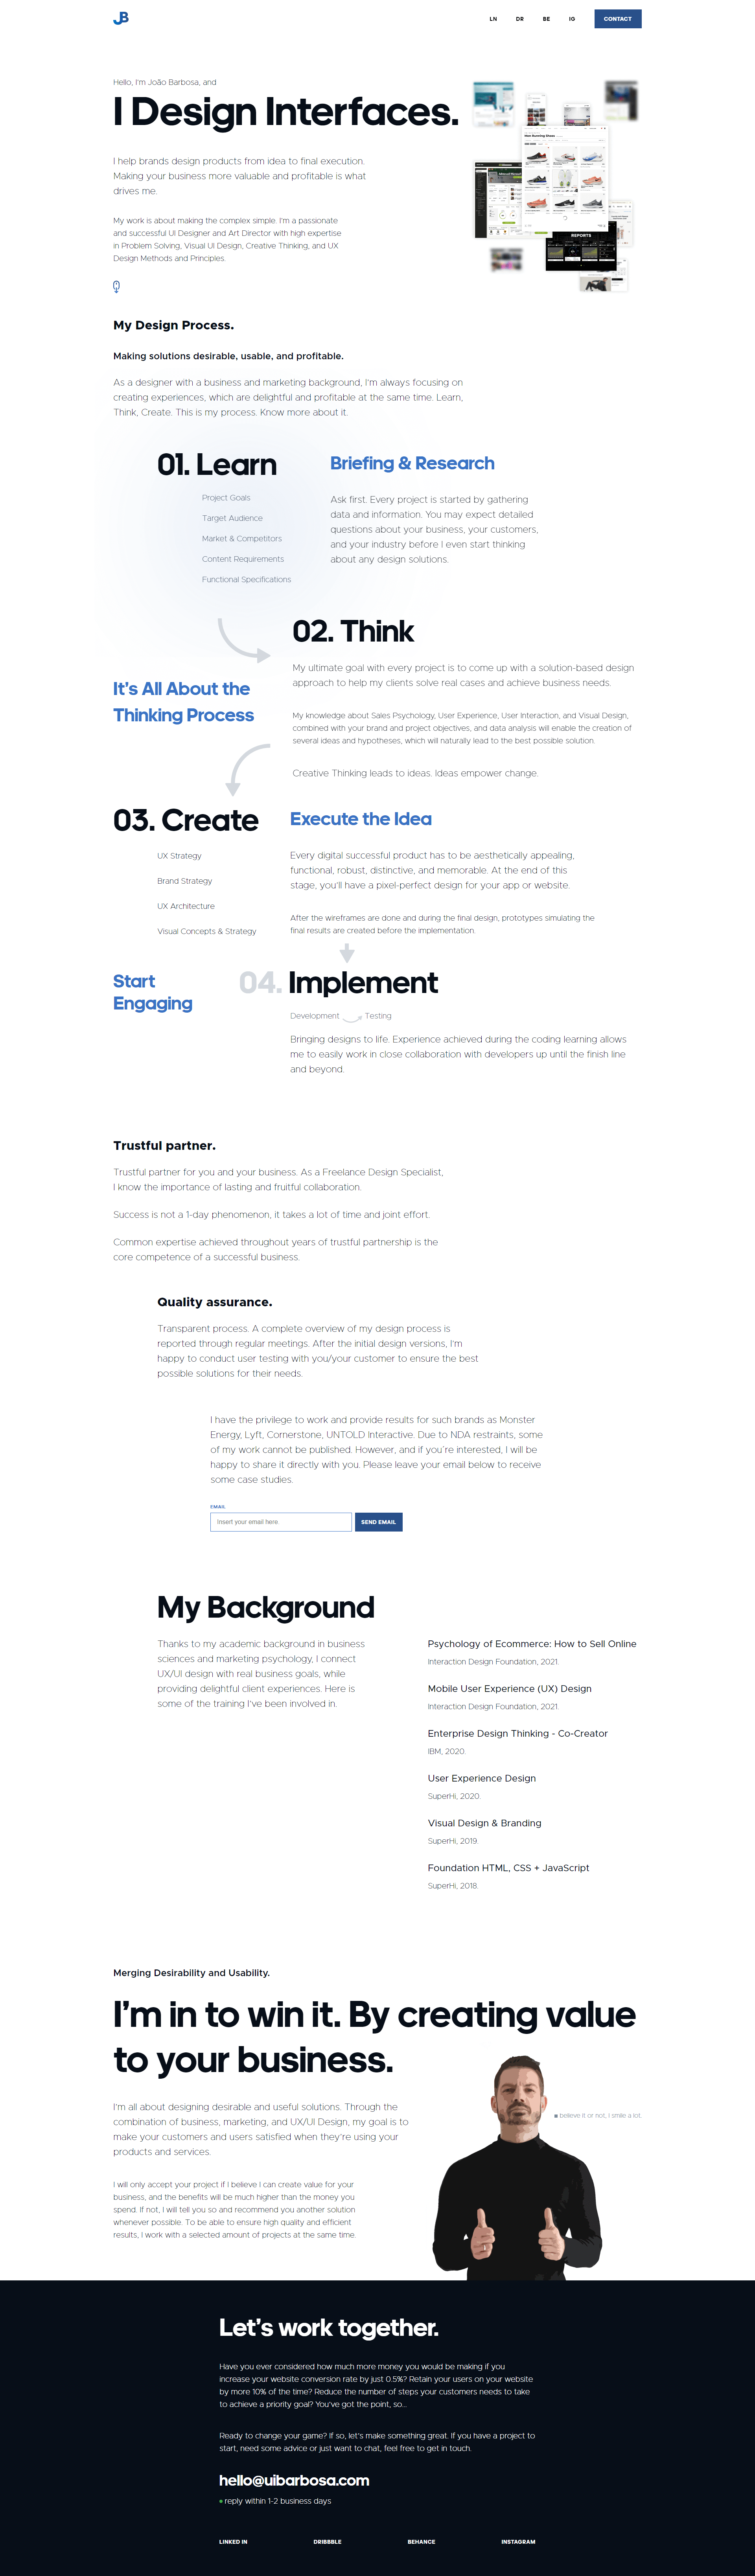 JB
LN DR BE IG CONTACT
Hello, I'm João Barbosa, and
I Design Interfaces.
I help brands design products from idea to final execution.
Making your business more valuable and profitable is what
drives me.
My work is about making the complex simple. I'm a passionate
and successful UI Designer and Art Director with high expertise
in Problem Solving, Visual UI Design, Creative Thinking, and UX
Design Methods and Principles.
REPORTS
My Design Process.
Making solutions desirable, usable, and profitable.
As a designer with a business and marketing background, I'm always focusing on
creating experiences, which are delightful and profitable at the same time. Learn,
Think, Create. This is my process. Know more about it.
01. Learn
Project Goals
Target Audience
Market & Competitors
Content Requirements
Functional Specifications
Briefing & Research
Ask first. Every project is started by gathering
data and information. You may expect detailed
questions about your business, your customers,
and your industry before I even start thinking
about any design solutions.
02. Think
My ultimate goal with every project is to come up with a solution-based design
approach to help my clients solve real cases and achieve business needs.
It's All About the
Thinking Process
My knowledge about Sales Psychology, User Experience, User Interaction, and Visual Design,
combined with your brand and project objectives, and data analysis will enable the creation of
several ideas and hypotheses, which will naturally lead to the best possible solution.
Creative Thinking leads to ideas. Ideas empower change.
03. Create
UX Strategy
Brand Strategy
UX Architecture
Visual Concepts & Strategy
Execute the Idea
Every digital successful product has to be aesthetically appealing,
functional, robust, distinctive, and memorable. At the end of this
stage, you'll have a pixel-perfect design for your app or website.
After the wireframes are done and during the final design, prototypes simulating the
final results are created before the implementation.
Start
Engaging
04. Implement
Development Testing
Bringing designs to life. Experience achieved during the coding learning allows
me to easily work in close collaboration with developers up until the finish line
and beyond.
Trustful partner.
Trustful partner for you and your business. As a Freelance Design Specialist,
I know the importance of lasting and fruitful collaboration.
Success is not a 1-day phenomenon, it takes a lot of time and joint effort.
Common expertise achieved throughout years of trustful partnership is the
core competence of a successful business.
Quality assurance.
Transparent process. A complete overview of my design process is
reported through regular meetings. After the initial design versions, I'm
happy to conduct user testing with you/your customer to ensure the best
possible solutions for their needs.
I have the privilege to work and provide results for such brands as Monster
Energy, Lyft, Cornerstone, UNTOLD Interactive. Due to NDA restraints, some
of my work cannot be published. However, and if you're interested, I will be
happy to share it directly with you. Please leave your email below to receive
some case studies.
EMAIL
Insert your email here SEND EMAIL
My Background
Thanks to my academic background in business
sciences and marketing psychology, I connect
UX/UI design with real business goals, while
providing delightful client experiences. Here is
some of the training I've been involved in.
Psychology of Ecommerce: How to Sell Online
Interaction Design Foundation, 2021.
Mobile User Experience (UX) Design
Interaction Design Foundation, 2021.
Enterprise Design Thinking - Co-Creator
IBM, 2020.
User Experience Design
SuperHi, 2020.
Visual Design & Branding
SuperHi, 2019.
Foundation HTML, CSS + JavaScript
SuperHi, 2018.
Merging Desirability and Usability.
I'm in to win it. By creating value
to your business.
I'm all about designing desirable and useful solutions. Through the
combination of business, marketing, and UX/UI Design, my goal is to
make your customers and users satisfied when they're using your
products and services.
believe it or not, I smile a lot.
I will only accept your project if I believe I can create value for your
business, and the benefits will be much higher than the money you
spend. If not, I will tell you so and recommend you another solution
whenever possible. To be able to ensure high quality and efficient
results, I work with a selected amount of projects at the same time.
Let's work together.
Have you ever considered how much more money you would be making if you
increase your website conversion rate by just 0.5%? Retain your users on your website
by more 10% of the time? Reduce the number of steps your customers needs to take
to achieve a priority goal? You've got the point, so...
Ready to change your game? If so, let's make something great. If you have a project to
start, need some advice or just want to chat, feel free to get in touch.
hello@uibarbosa.com
reply within 1-2 business days
LINKED IN DRIBBBLE BEHANCE INSTAGRAM